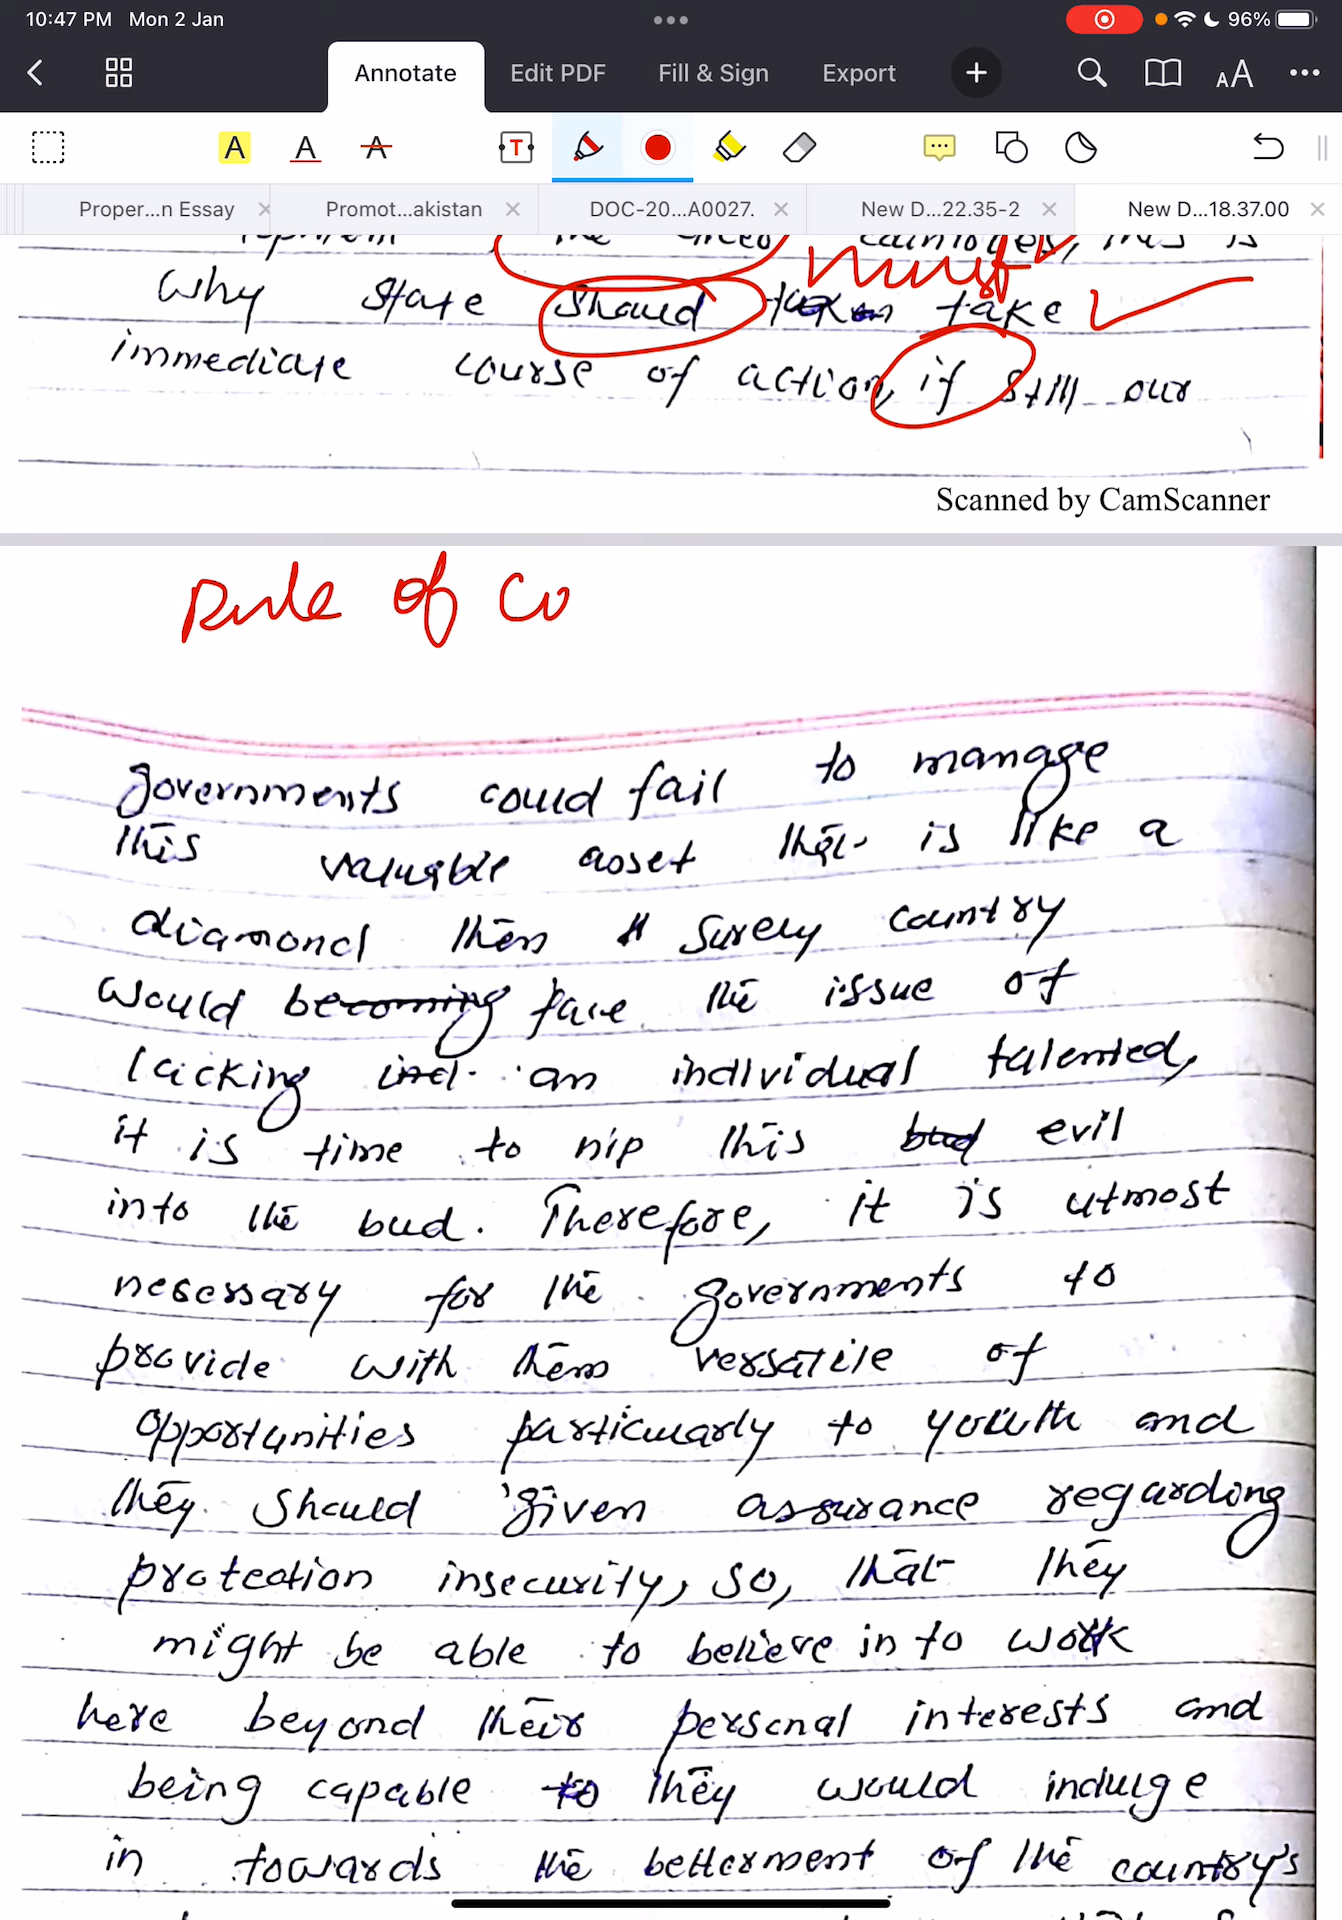 10:47 PM Mon 2 Jan
96%
Annotate Edit PDF Fill & Sign Export
Proper...n Essay Promot...akistan DOC-20...A0027. New D...22.35-2 New D...18.37.00
the must this is
why state should take
immediate course of action, if still our
Scanned by CamScanner
Rule of Co
governments could fail to manage
this valuable asset that is like a
diamond then surely country
would becoming face the issue of
lacking ind an individual talented,
it is time to nip this bud evil
into the bud. Therefore, it is utmost
necessary for the governments to
provide with them versatile of
opportunities particularly to youth and
they should given assurance regarding
protection insecurity, so, that they
might be able to believe in to work
here beyond their personal interests and
being capable to they would indulge
in towards the betterment of the country's